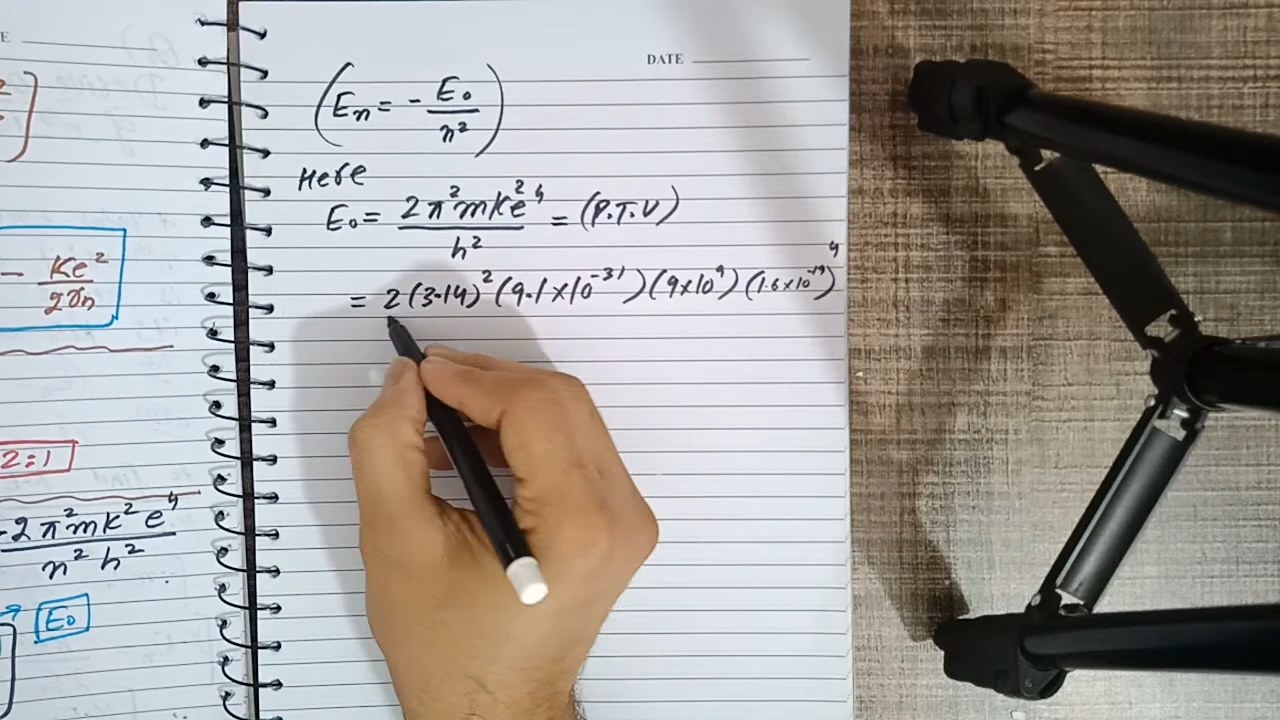 E
- Ke² / 2rn
2:1
-2π²mk²e⁴ / n²h²
E₀
DATE
(En = - E₀ / n²)
Here
E₀ = 2π²mk²e⁴ / h² = (P.T.V)
= 2(3.14)² (9.1×10⁻³¹) (9×10⁹) (1.6×10⁻¹⁹)⁴